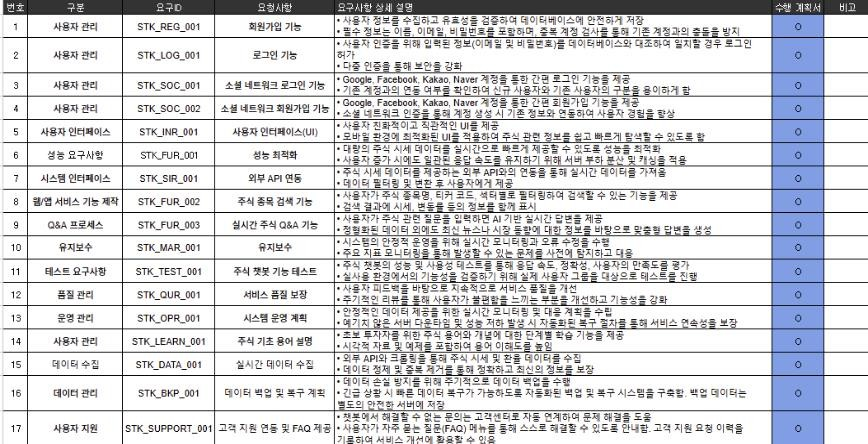 번호 구분 요구ID 요청사항 요구사항 상세 설명 수행 계획서 비고
1 사용자 관리 STK_REG_001 회원가입 기능 • 사용자 정보를 수집하고 유효성을 검증하여 데이터베이스에 안전하게 저장 O
• 필수 정보는 이름, 이메일, 비밀번호를 포함하며, 중복 계정 검사를 통해 기존 계정과의 충돌을 방지
2 사용자 관리 STK_LOG_001 로그인 기능 • 사용자 인증을 위해 입력된 정보(이메일 및 비밀번호)를 데이터베이스와 대조하여 일치할 경우 로그인 O
허가
• 다중 인증을 통해 보안을 강화
3 사용자 관리 STK_SOC_001 소셜 네트워크 로그인 기능 • Google, Facebook, Kakao, Naver 계정을 통한 간편 로그인 기능을 제공 O
• 기존 계정과의 연동 여부를 확인하여 신규 사용자와 기존 사용자의 구분을 용이하게 함
4 사용자 관리 STK_SOC_002 소셜 네트워크 회원가입 기능 • Google, Facebook, Kakao, Naver 계정을 통한 간편 회원가입 기능을 제공 O
• 소셜 네트워크 인증을 통해 계정 생성 시 기존 정보와 연동하여 사용자 경험을 향상
5 사용자 인터페이스 STK_INR_001 사용자 인터페이스(UI) • 사용자 친화적이고 직관적인 UI를 제공 O
• 모바일 환경에 최적화된 UI를 적용하여 주식 관련 정보를 쉽고 빠르게 탐색할 수 있도록 함
6 성능 요구사항 STK_FUR_001 성능 최적화 • 대량의 주식 시세 데이터를 실시간으로 빠르게 제공할 수 있도록 성능을 최적화 O
• 사용자 증가 시에도 일관된 응답 속도를 유지하기 위해 서버 부하 분산 및 캐싱을 적용
7 시스템 인터페이스 STK_SIR_001 외부 API 연동 • 주식 시세 데이터를 제공하는 외부 API와의 연동을 통해 실시간 데이터를 가져옴 O
• 데이터 필터링 및 변환 후 사용자에게 제공
8 웹/앱 서비스 기능 제작 STK_FUR_002 주식 종목 검색 기능 • 사용자가 주식 종목명, 티커 코드, 섹터별로 필터링하여 검색할 수 있는 기능을 제공 O
• 검색 결과에 시세, 변동률 등의 정보를 함께 표시
9 Q&A 프로세스 STK_FUR_003 실시간 주식 Q&A 기능 • 사용자가 주식 관련 질문을 입력하면 AI 기반 실시간 답변을 제공 O
• 정형화된 데이터 외에도 최신 뉴스나 시장 동향에 대한 정보를 바탕으로 맞춤형 답변을 생성
10 유지보수 STK_MAR_001 유지보수 • 시스템의 안정적 운영을 위해 실시간 모니터링과 오류 수정을 수행 O
• 주요 지표 모니터링을 통해 발생할 수 있는 문제를 사전에 탐지하고 대응
11 테스트 요구사항 STK_TEST_001 주식 챗봇 기능 테스트 • 주식 챗봇의 성능 및 사용성 테스트를 통해 응답 속도, 정확성, 사용자의 만족도를 평가 O
• 실사용 환경에서의 기능성을 검증하기 위해 실제 사용자 그룹을 대상으로 테스트를 진행
12 품질 관리 STK_QUR_001 서비스 품질 보장 • 사용자 피드백을 바탕으로 지속적으로 서비스 품질을 개선 O
• 주기적인 리뷰를 통해 사용자가 불편함을 느끼는 부분을 개선하고 기능성을 강화
13 운영 관리 STK_OPR_001 시스템 운영 계획 • 안정적인 데이터 제공을 위한 실시간 모니터링 및 대응 계획을 수립 O
• 예기치 않은 서버 다운타임 및 성능 저하 발생 시 자동화된 복구 절차를 통해 서비스 연속성을 보장
14 사용자 관리 STK_LEARN_001 주식 기초 용어 설명 • 초보 투자자를 위한 주식 용어와 개념에 대한 단계별 학습 기능을 제공 O
• 시각적 자료 및 예제를 포함하여 용어 이해도를 높임
15 데이터 수집 STK_DATA_001 실시간 데이터 수집 • 외부 API와 크롤링을 통해 주식 시세 및 환율 데이터를 수집 O
• 데이터 정제 및 중복 제거를 통해 정확하고 최신의 정보를 보장
16 데이터 관리 STK_BKP_001 데이터 백업 및 복구 계획 • 데이터 손실 방지를 위해 주기적으로 데이터 백업을 수행 O
• 긴급 상황 시 빠른 데이터 복구가 가능하도록 자동화된 백업 및 복구 시스템을 구축함. 백업 데이터는
별도의 안전한 서버에 저장
17 사용자 지원 STK_SUPPORT_001 고객 지원 연동 및 FAQ 제공 • 챗봇에서 해결할 수 없는 문의는 고객센터로 자동 연계하여 문제 해결을 도움 O
• 사용자가 자주 묻는 질문(FAQ) 메뉴를 통해 스스로 해결할 수 있도록 안내함. 고객 지원 요청 이력을
기록하여 서비스 개선에 활용할 수 있음